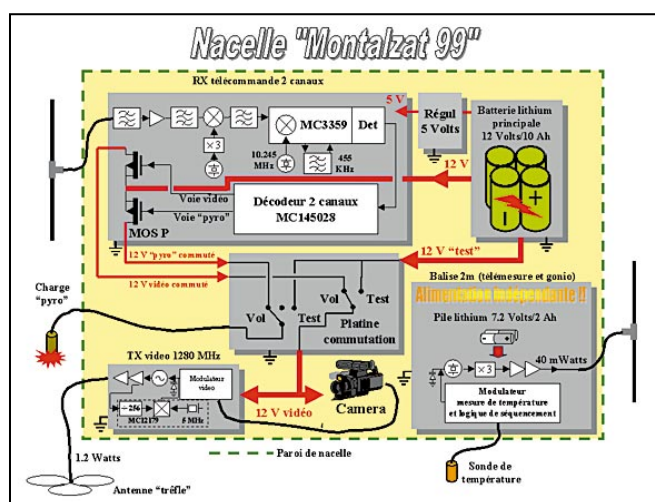 Nacelle "Montalzat 99"
RX télécommande 2 canaux
5 V
Régul
5 Volts
Batterie lithium
principale
12 Volts/10 Ah
MC3359
Det
×3
10.245
MHz
455
KHz
12 V
Voie vidéo
Voie "pyro"
Décodeur 2 canaux
MC145028
MOS P
12 V "pyro" commuté
12 V vidéo commuté
12 V "test"
Charge
"pyro"
Vol
Test
Vol
Test
Platine
commutation
Balise 2m (télémesure et gonio)
Alimentation indépendante !!
Pile lithium 7.2 Volts/2 Ah
×3
40 mWatts
Modulateur
mesure de température
et logique de séquencement
TX video 1280 MHz
Modulateur
video
÷256
MC12179
5 MHz
12 V vidéo
Camera
1.2 Watts
Antenne "trêfle"
Paroi de nacelle
Sonde de
température